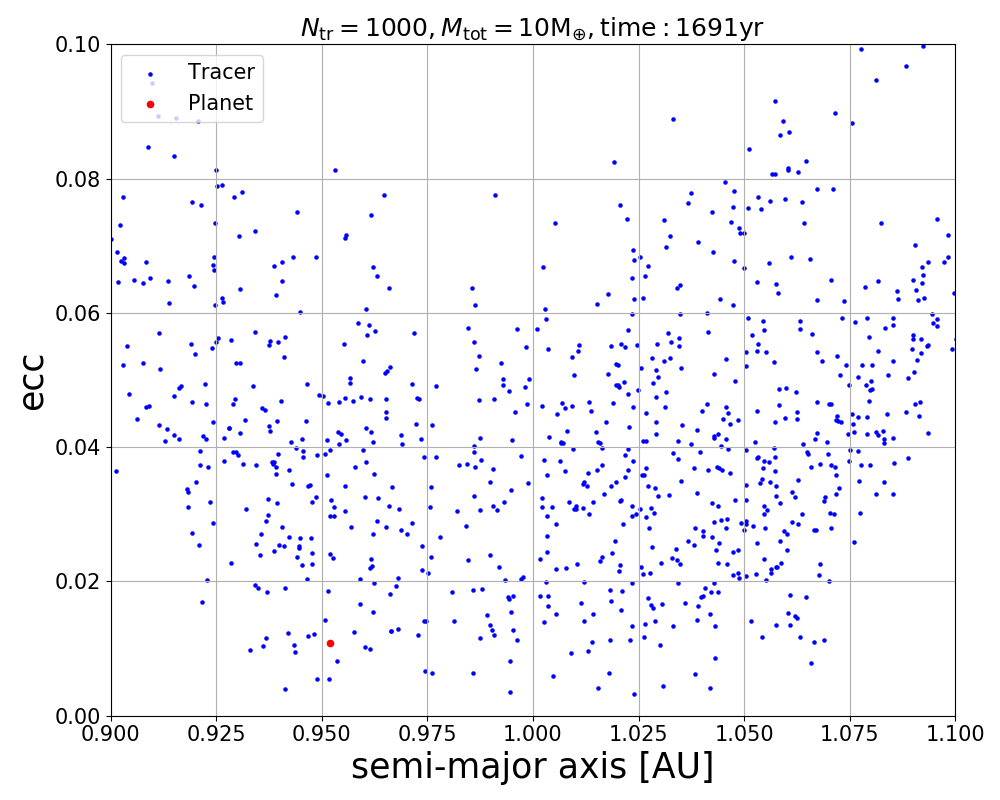 N_tr = 1000, M_tot = 10M_⊕, time : 1691yr
Tracer
Planet
ecc
0.10
0.08
0.06
0.04
0.02
0.00
0.900 0.925 0.950 0.975 1.000 1.025 1.050 1.075 1.100
semi-major axis [AU]